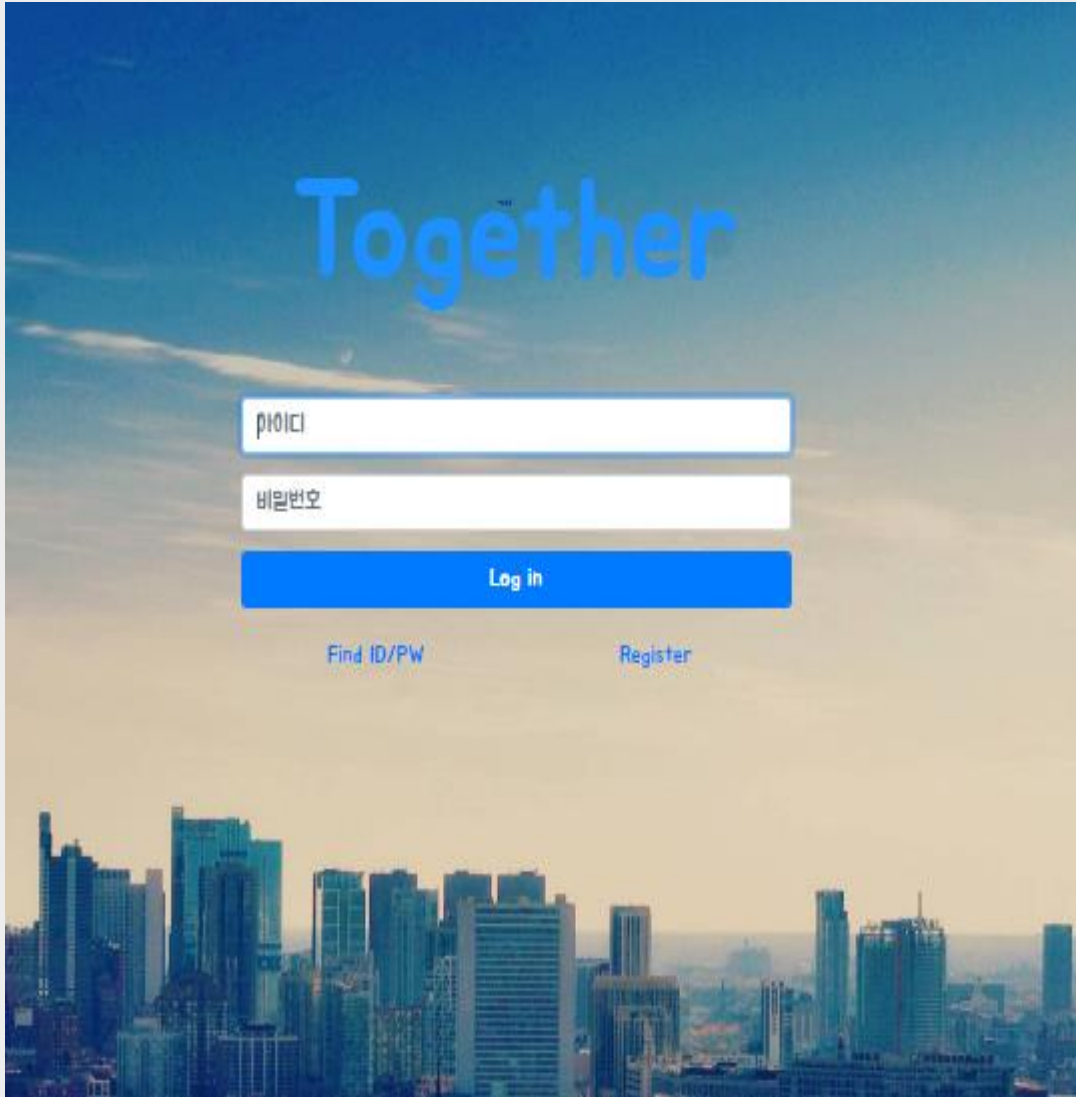 Together
아이디
비밀번호
Log in
Find ID/PW
Register